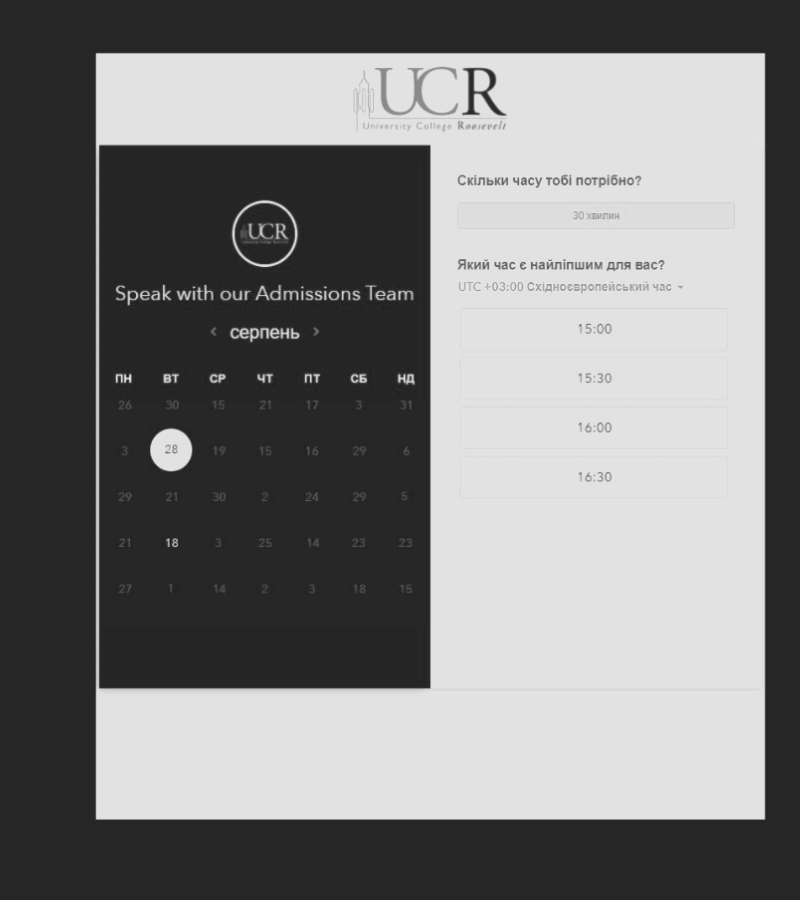 UCR
University College Roosevelt
UCR
Speak with our Admissions Team
< серпень >
ПН ВТ СР ЧТ ПТ СБ НД
26 30 15 21 17 3 31
3 28 19 15 16 29 6
29 21 30 2 24 29 5
21 18 3 25 14 23 23
27 1 14 2 3 18 15
Скільки часу тобі потрібно?
30 хвилин
Який час є найліпшим для вас?
UTC +03:00 Східноєвропейський час
15:00
15:30
16:00
16:30